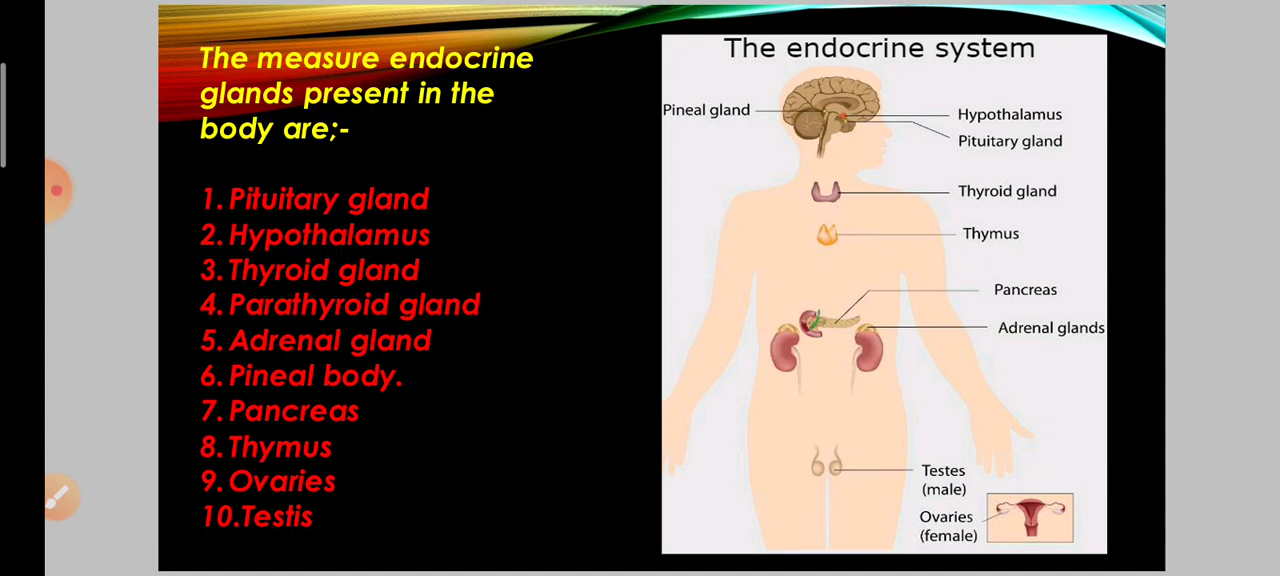 The measure endocrine
glands present in the
body are;-
1. Pituitary gland
2. Hypothalamus
3. Thyroid gland
4. Parathyroid gland
5. Adrenal gland
6. Pineal body.
7. Pancreas
8. Thymus
9. Ovaries
10.Testis
The endocrine system
Pineal gland
Hypothalamus
Pituitary gland
Thyroid gland
Thymus
Pancreas
Adrenal glands
Testes
(male)
Ovaries
(female)